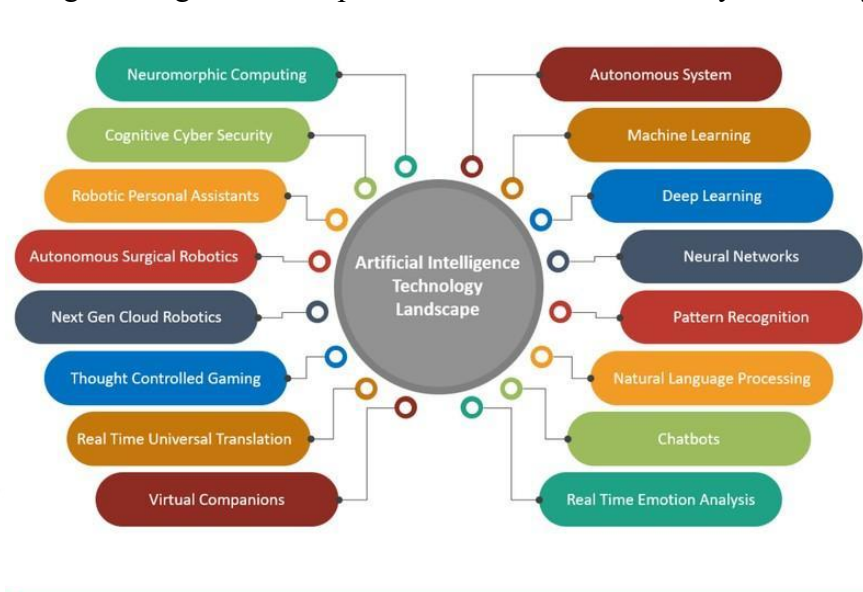 Neuromorphic Computing
Cognitive Cyber Security
Robotic Personal Assistants
Autonomous Surgical Robotics
Next Gen Cloud Robotics
Thought Controlled Gaming
Real Time Universal Translation
Virtual Companions
Artificial Intelligence
Technology
Landscape
Autonomous System
Machine Learning
Deep Learning
Neural Networks
Pattern Recognition
Natural Language Processing
Chatbots
Real Time Emotion Analysis